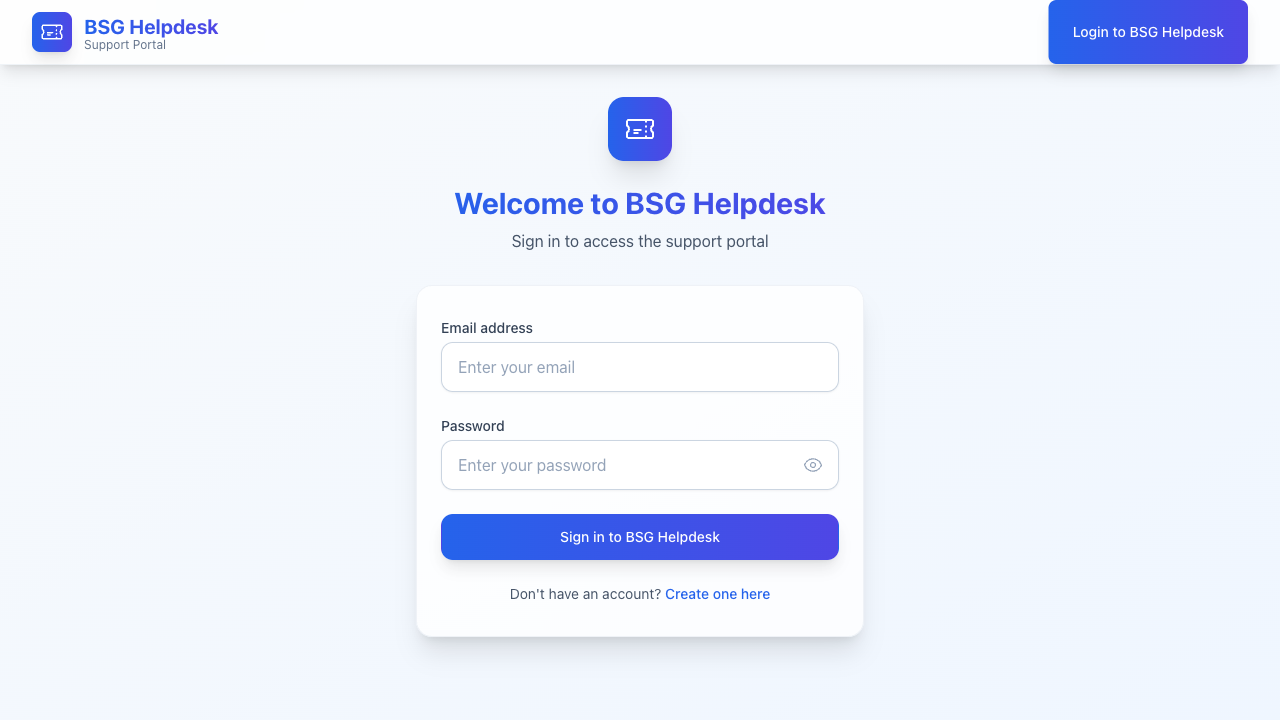 BSG Helpdesk
Support Portal
Login to BSG Helpdesk
Welcome to BSG Helpdesk
Sign in to access the support portal
Email address
Enter your email
Password
Enter your password
Sign in to BSG Helpdesk
Don't have an account? Create one here